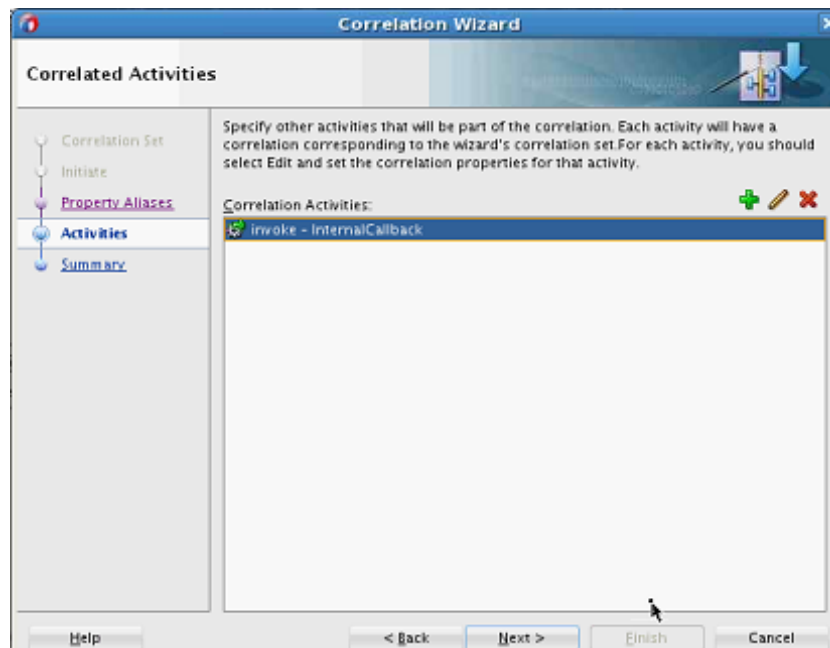 Correlation Wizard
Correlated Activities
Correlation Set
Initiate
Property Aliases
Activities
Summary
Specify other activities that will be part of the correlation. Each activity will have a
correlation corresponding to the wizard's correlation set.For each activity, you should
select Edit and set the correlation properties for that activity.
Correlation Activities:
invoke - InternalCallback
Help
< Back
Next >
Finish
Cancel